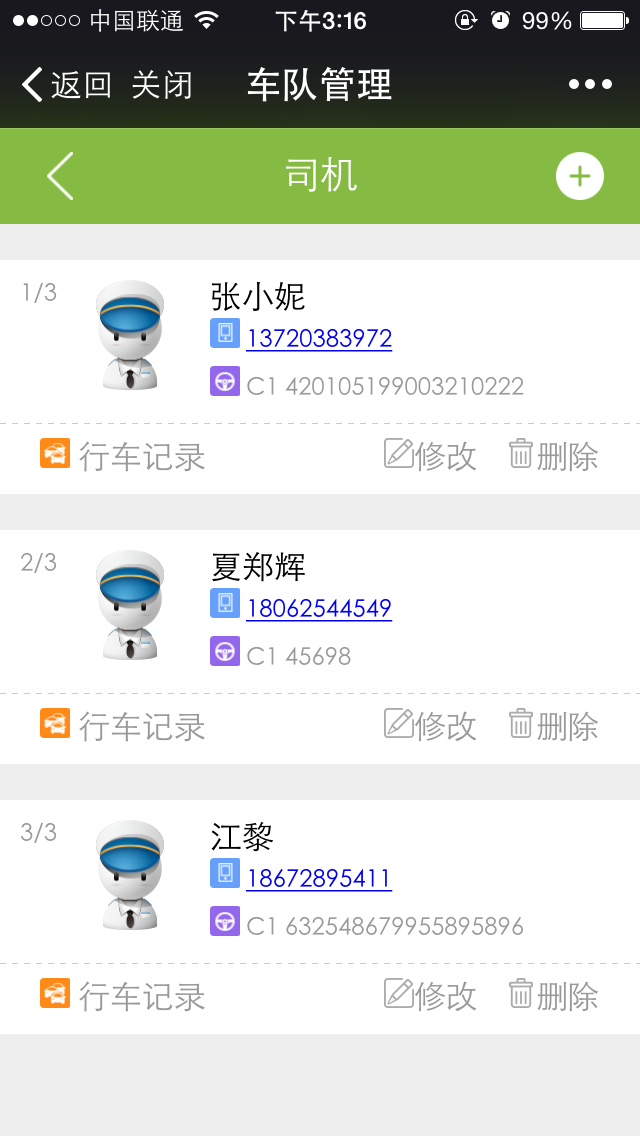 中国联通 下午3:16 99%
返回 关闭 车队管理
司机
1/3 张小妮
13720383972
C1 420105199003210222
行车记录 修改 删除
2/3 夏郑辉
18062544549
C1 45698
行车记录 修改 删除
3/3 江黎
18672895411
C1 632548679955895896
行车记录 修改 删除